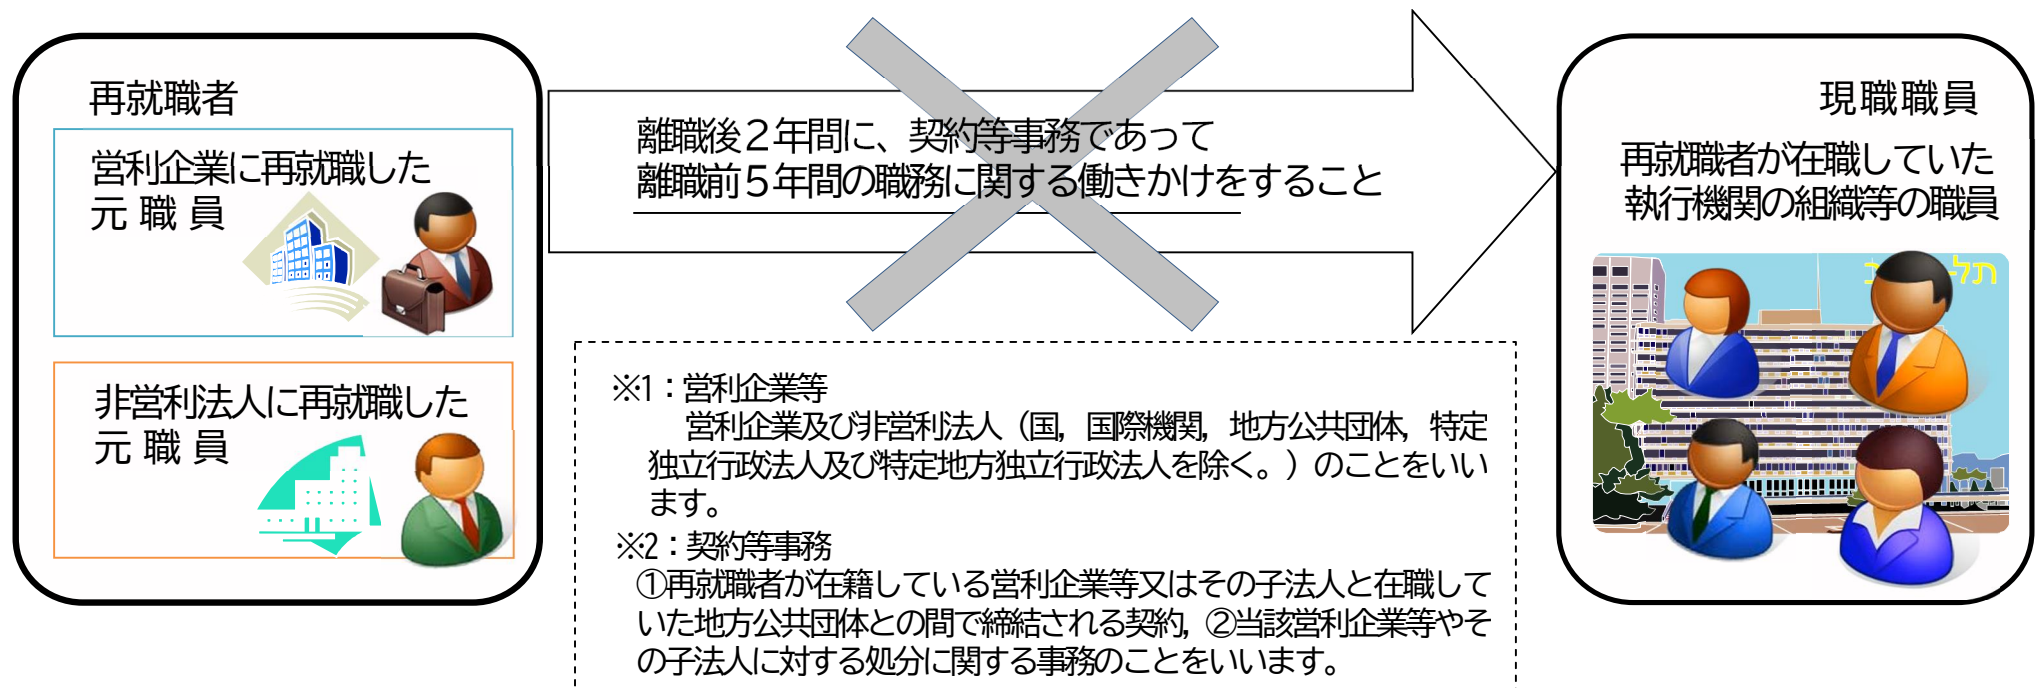 再就職者
営利企業に再就職した
元 職 員
非営利法人に再就職した
元 職 員
離職後２年間に、契約等事務であって
離職前５年間の職務に関する働きかけをすること
現職職員
再就職者が在職していた
執行機関の組織等の職員
תל-
※1：営利企業等
営利企業及び非営利法人（国，国際機関，地方公共団体，特定
独立行政法人及び特定地方独立行政法人を除く。）のことをいい
ます。
※2：契約等事務
①再就職者が在籍している営利企業等又はその子法人と在職して
いた地方公共団体との間で締結される契約，②当該営利企業等やそ
の子法人に対する処分に関する事務のことをいいます。